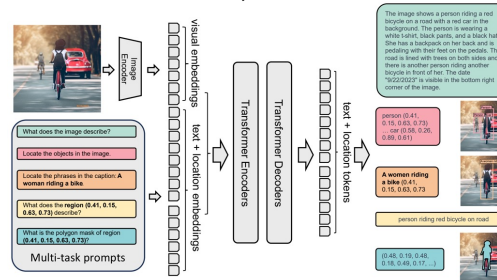 Image
Encoder
visual embeddings
text + location embeddings
Transformer Encoders
Transformer Decoders
text + location tokens
What does the image describe?
Locate the objects in the image.
Locate the phrases in the caption: A
woman riding a bike.
What does the region (0.41, 0.15,
0.63, 0.73) describe?
What is the polygon mask of region
(0.41, 0.15, 0.63, 0.73)?
Multi-task prompts
The image shows a person riding a red
bicycle on a road with a red car in the
background. The person is wearing a
white t-shirt, black pants, and a black hat.
She has a backpack on her back and is
pedaling with their feet on the pedals. The
road is lined with trees on both sides and
there is another person riding another
bicycle in front of her. The date
"9/22/2023" is visible in the bottom right
corner of the image.
person (0.41,
0.15, 0.63, 0.73)
... car (0.58, 0.26,
0.89, 0.61)
A woman riding
a bike (0.41,
0.15, 0.63, 0.73
person riding red bicycle on road
(0.48, 0.19, 0.48,
0.18, 0.49, 0.17, ...)